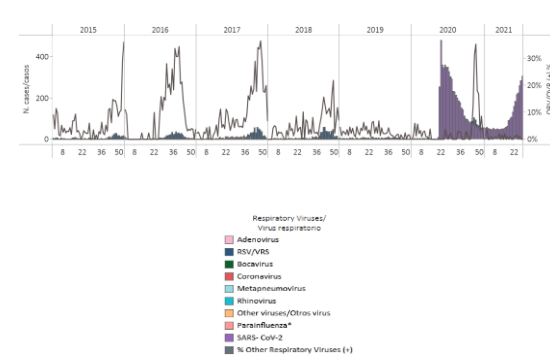 2015 2016 2017 2018 2019 2020 2021
N. cases/casos
400
200
0
30%
20%
10%
0%
8 22 36 50 8 22 36 50 8 22 36 50 8 22 36 50 8 22 36 50 8 22 36 50 8 22
Respiratory Viruses/
Virus respiratorio
Adenovirus
RSV/VRS
Bocavirus
Coronavirus
Metapneumovirus
Rhinovirus
Other viruses/Otros virus
Parainfluenza*
SARS- CoV-2
% Other Respiratory Viruses (+)